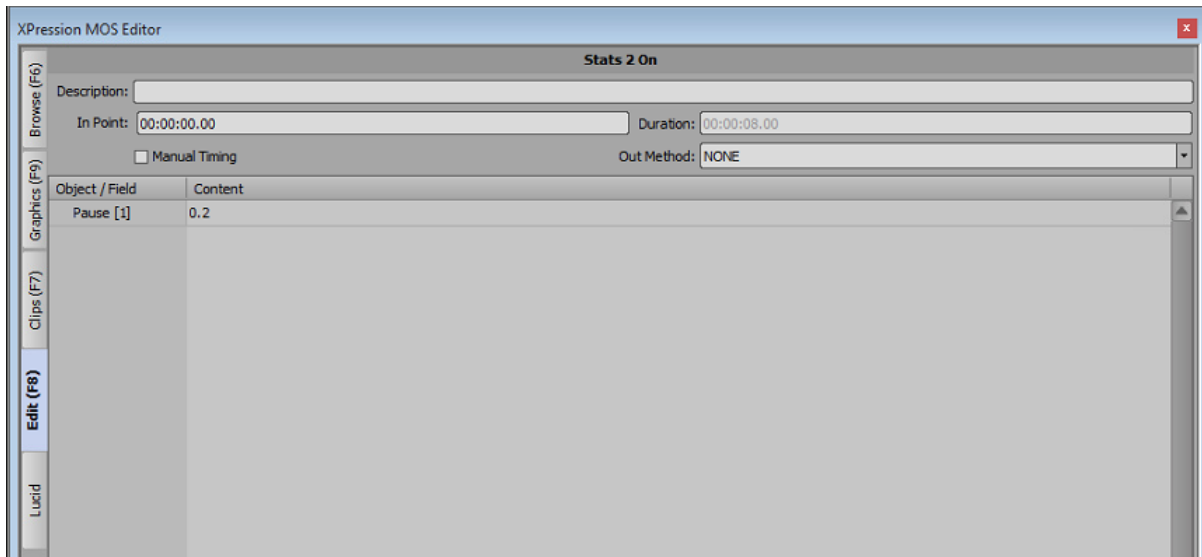 XPression MOS Editor
x
Stats 2 On
Browse (F6)
Description:
In Point: 00:00:00.00 Duration: 00:00:08.00
Manual Timing Out Method: NONE
Graphics (F9)
Object / Field Content
Pause [1] 0.2
Clips (F7)
Edit (F8)
Lucid